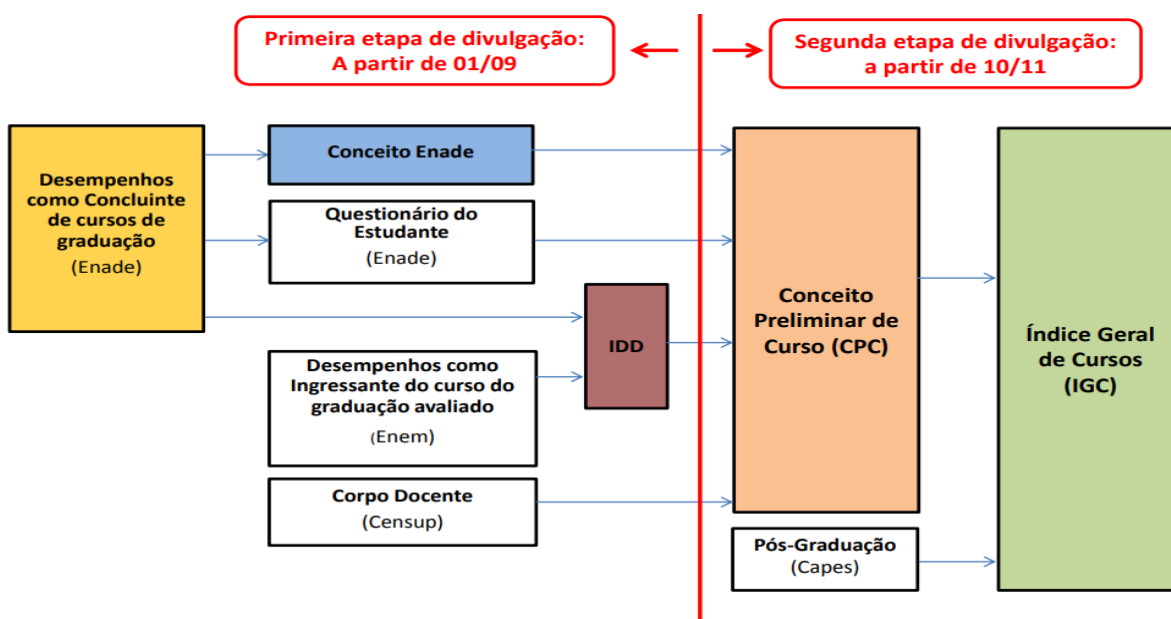 Primeira etapa de divulgação:
A partir de 01/09
Segunda etapa de divulgação:
a partir de 10/11
Desempenhos
como Concluinte
de cursos de
graduação
(Enade)
Conceito Enade
Questionário do
Estudante
(Enade)
IDD
Desempenhos como
Ingressante do curso do
graduação avaliado
(Enem)
Corpo Docente
(Censup)
Conceito
Preliminar de
Curso (CPC)
Pós-Graduação
(Capes)
Índice Geral
de Cursos
(IGC)